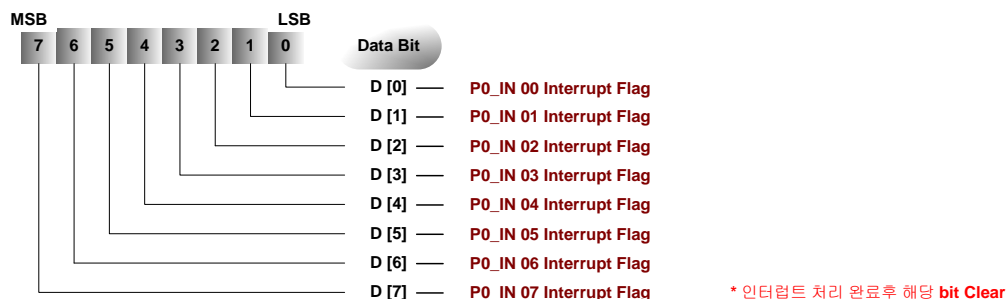 MSB LSB
7 6 5 4 3 2 1 0 Data Bit
D [0] P0_IN 00 Interrupt Flag
D [1] P0_IN 01 Interrupt Flag
D [2] P0_IN 02 Interrupt Flag
D [3] P0_IN 03 Interrupt Flag
D [4] P0_IN 04 Interrupt Flag
D [5] P0_IN 05 Interrupt Flag
D [6] P0_IN 06 Interrupt Flag
D [7] P0_IN 07 Interrupt Flag * 인터럽트 처리 완료후 해당 bit Clear